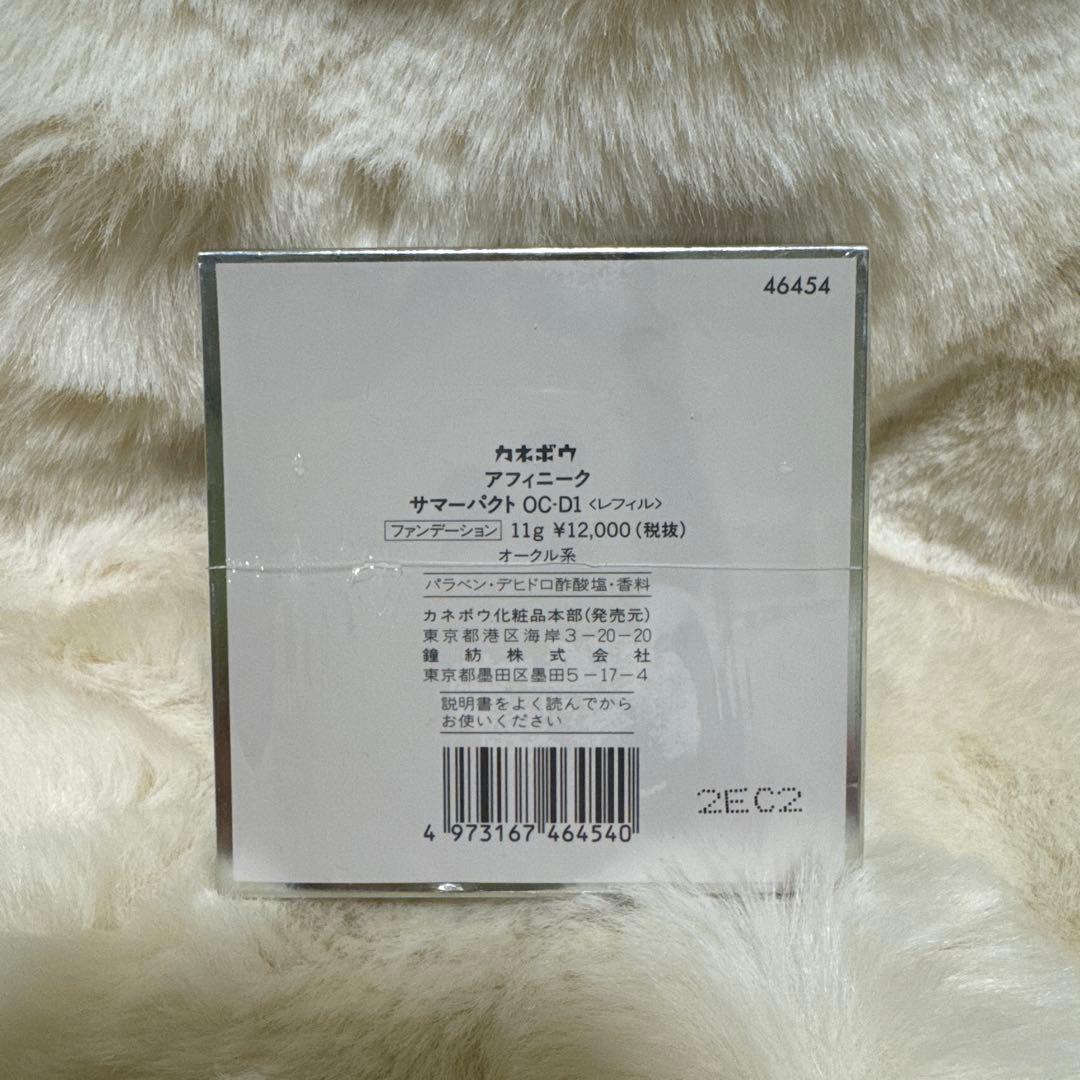 46454
カネボウ
アフィニーク
サマーパクト OC-D1 <レフィル>
ファンデーション 11g ¥12,000(税抜)
オークル系
パラベン・デヒドロ酢酸塩・香料
カネボウ化粧品本部(発売元)
東京都港区海岸3-20-20
鐘紡株式会社
東京都墨田区墨田5-17-4
説明書をよく読んでから
お使いください
2EC2
4 973167 464540